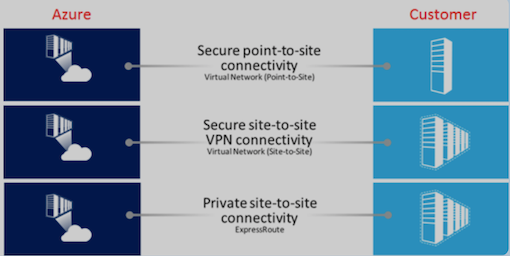 Azure
Customer
Secure point-to-site
connectivity
Virtual Network (Point-to-Site)
Secure site-to-site
VPN connectivity
Virtual Network (Site-to-Site)
Private site-to-site
connectivity
ExpressRoute